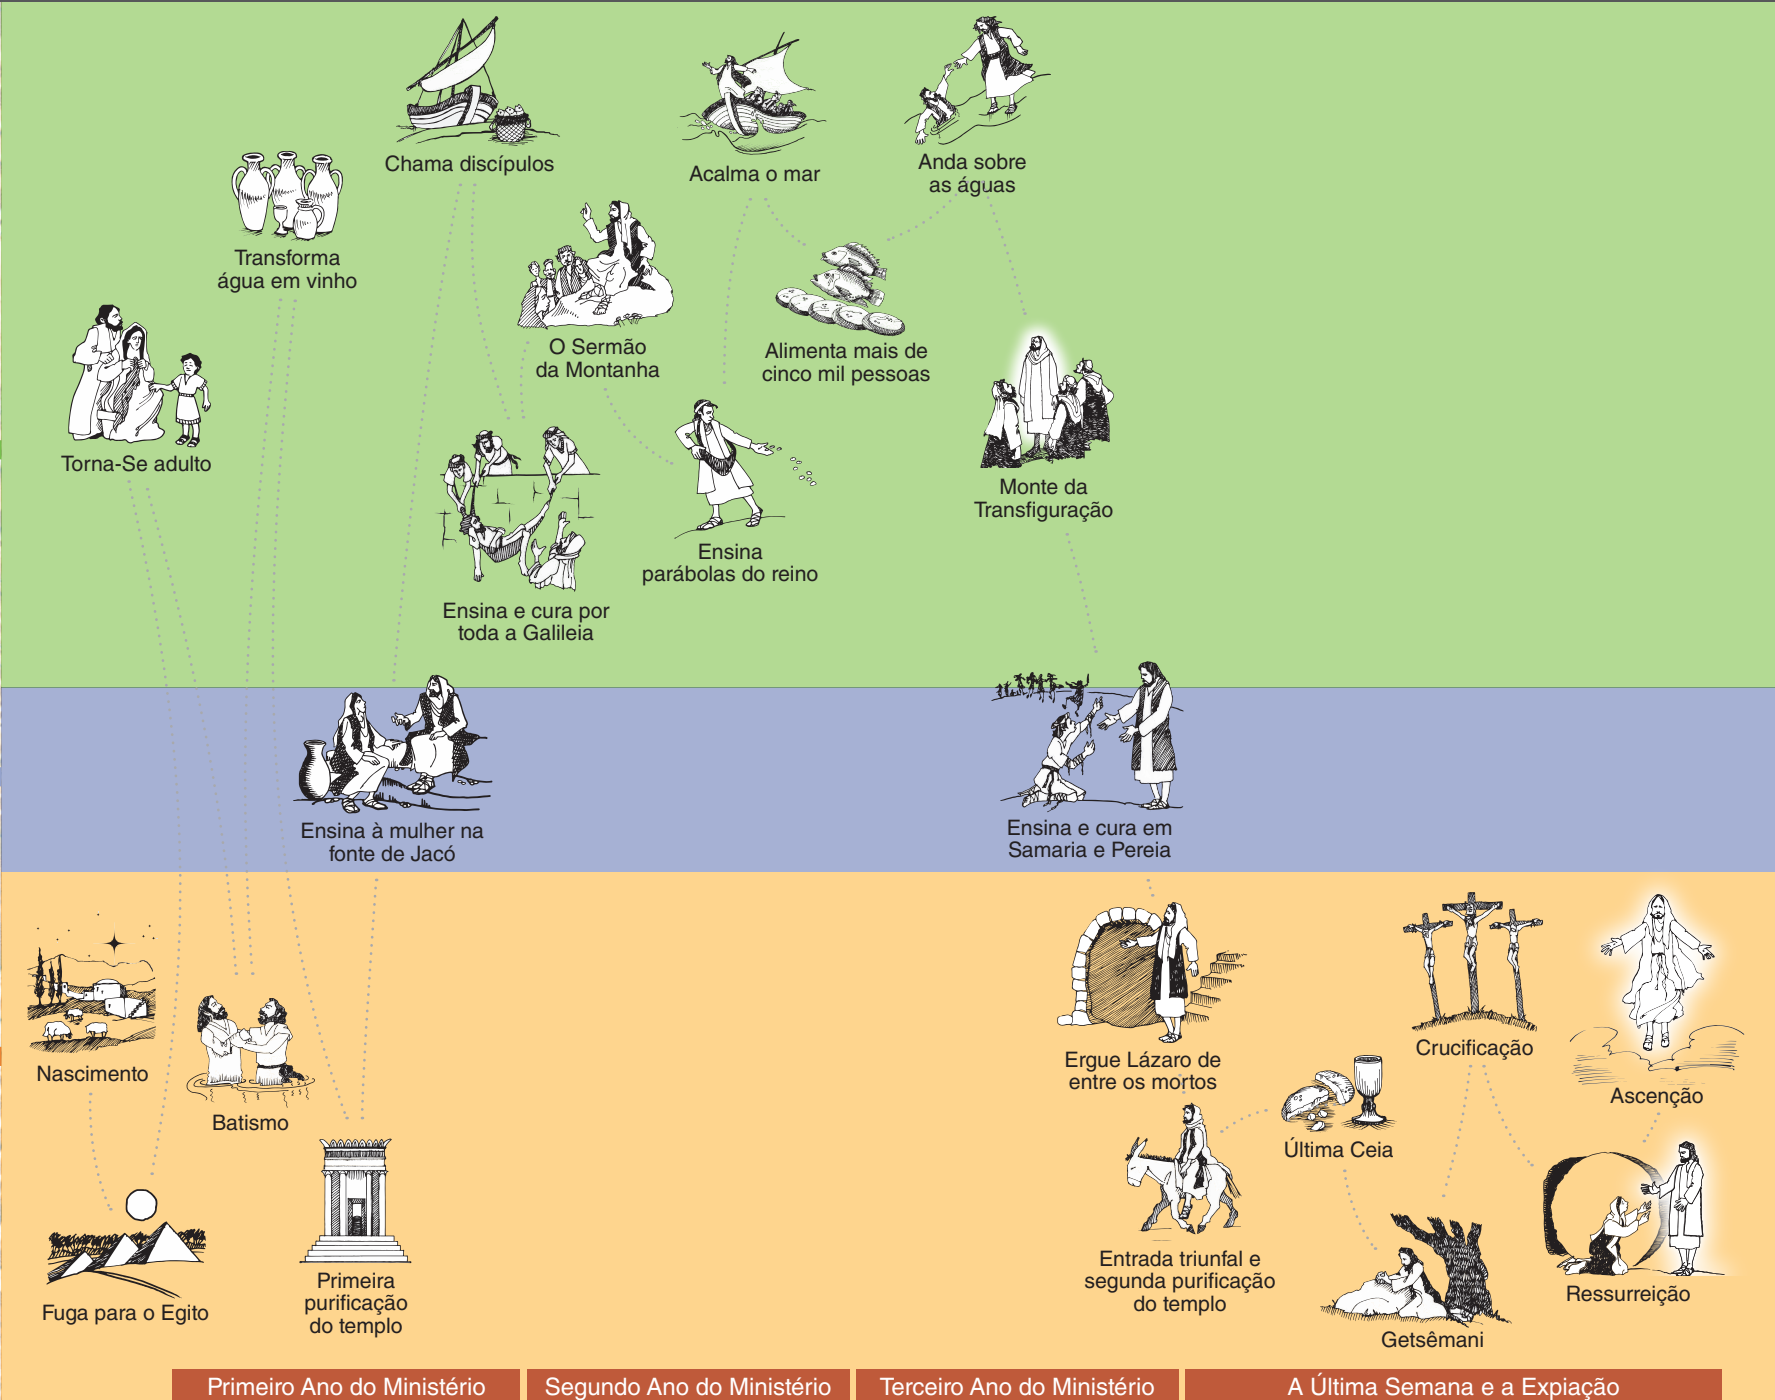 Chama discípulos
Acalma o mar
Anda sobre
as águas
Transforma
água em vinho
O Sermão
da Montanha
Alimenta mais de
cinco mil pessoas
Torna-Se adulto
Monte da
Transfiguração
Ensina
parábolas do reino
Ensina e cura por
toda a Galileia
Ensina à mulher na
fonte de Jacó
Ensina e cura em
Samaria e Pereia
Nascimento
Batismo
Ergue Lázaro de
entre os mortos
Crucificação
Ascenção
Última Ceia
Fuga para o Egito
Primeira
purificação
do templo
Entrada triunfal e
segunda purificação
do templo
Getsêmani
Ressurreição
Primeiro Ano do Ministério
Segundo Ano do Ministério
Terceiro Ano do Ministério
A Última Semana e a Expiação